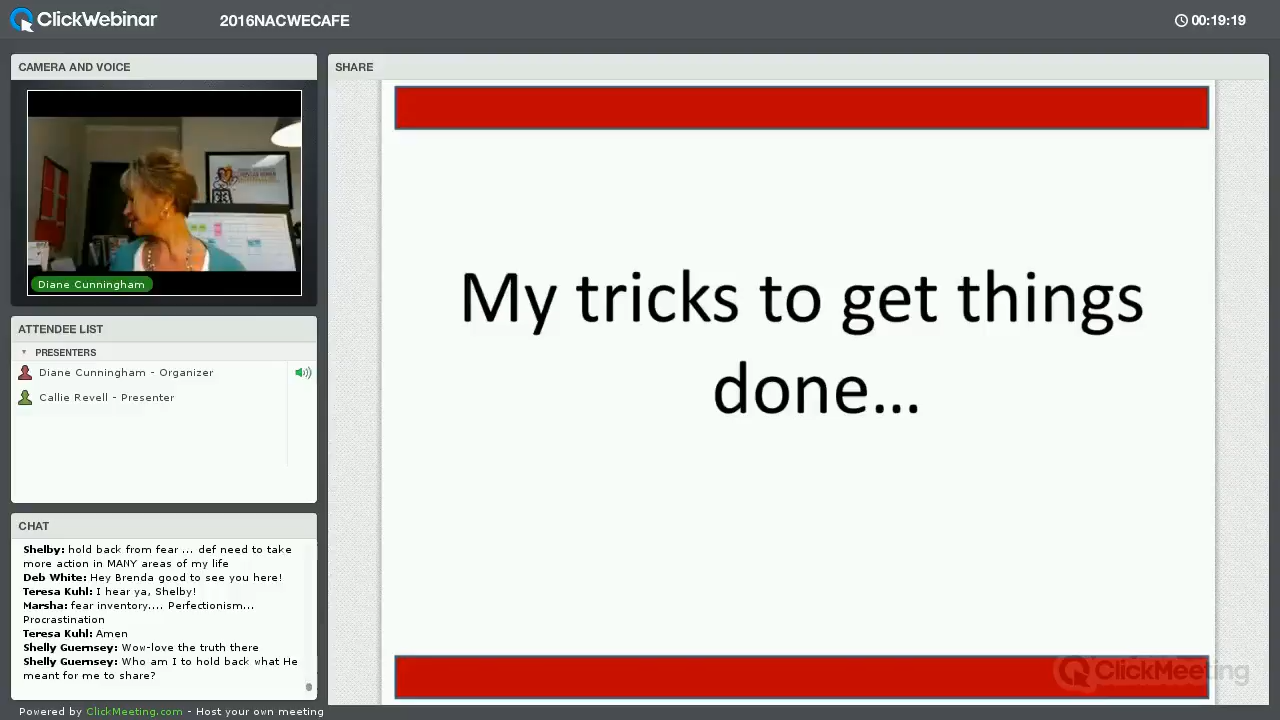 ClickWebinar
2016NACWECAFE
00:19:19
CAMERA AND VOICE
Diane Cunningham
ATTENDEE LIST
PRESENTERS
Diane Cunningham - Organizer
Callie Revell - Presenter
CHAT
Shelby: hold back from fear ... def need to take
more action in MANY areas of my life
Deb White: Hey Brenda good to see you here!
Teresa Kuhl: I hear ya, Shelby!
Marsha: fear inventory.... Perfectionism...
Procrastination
Teresa Kuhl: Amen
Shelly Gunsaury: Wow-love the truth there
Shelly Gunsaury: Who am I to hold back what He
meant for me to share?
Powered by ClickMeeting.com - Host your own meeting
SHARE
My tricks to get things
done...
ClickMeeting